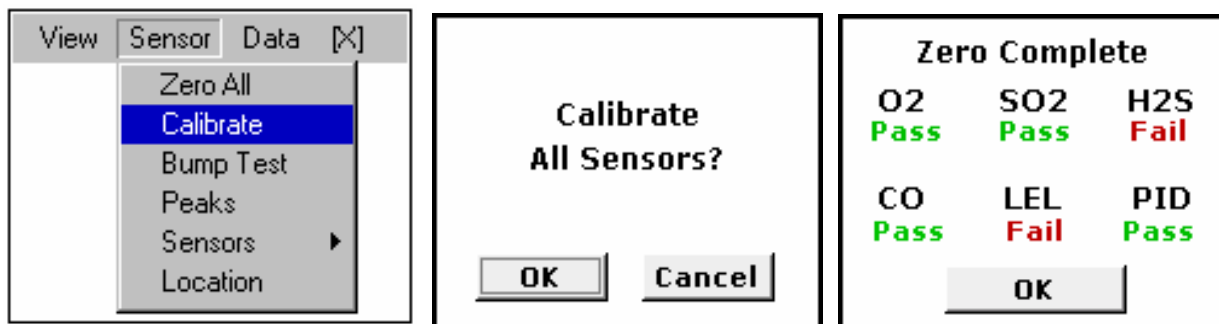 View Sensor Data [X]
Zero All
Calibrate
Bump Test
Peaks
Sensors
Location
Calibrate
All Sensors?
OK Cancel
Zero Complete
O2 SO2 H2S
Pass Pass Fail
CO LEL PID
Pass Fail Pass
OK